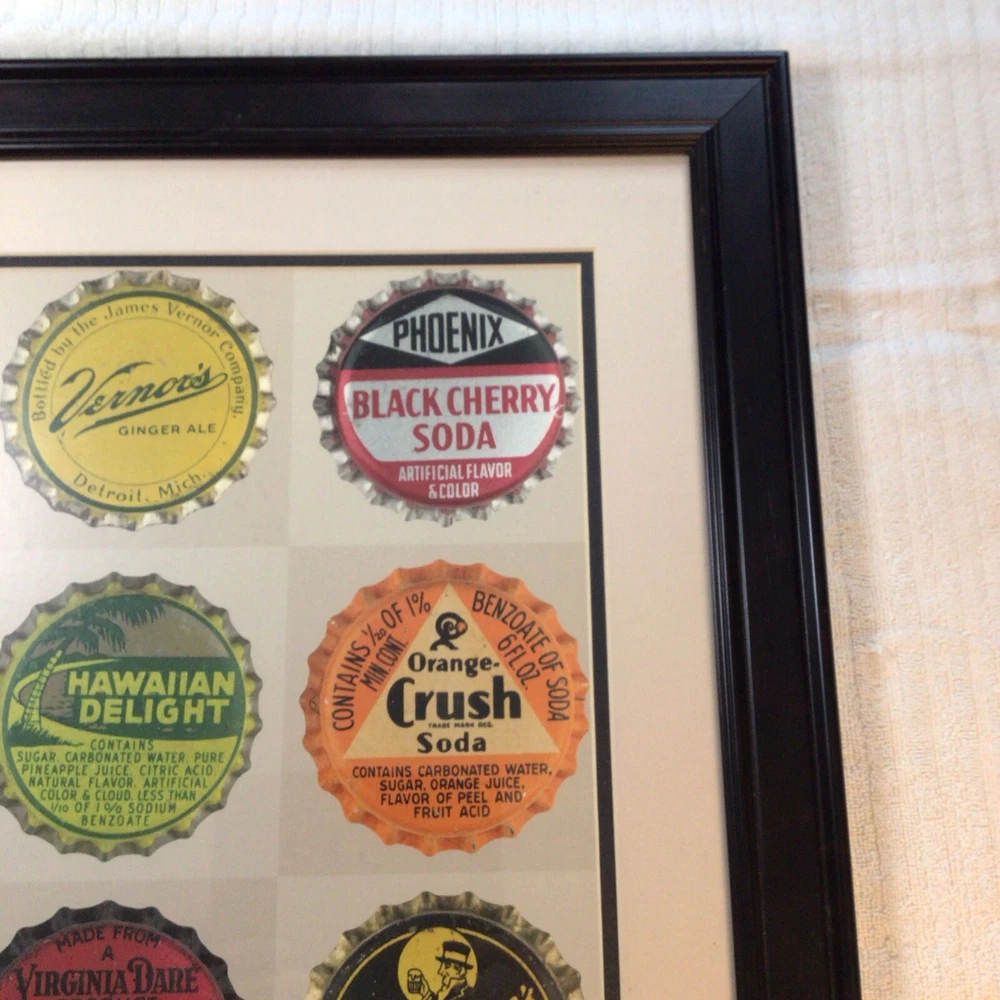 Bottled by the James Vernor Company,
Vernor's
GINGER ALE
Detroit, Mich.
PHOENIX
BLACK CHERRY
SODA
ARTIFICIAL FLAVOR
& COLOR
HAWAIIAN
DELIGHT
CONTAINS
SUGAR, CARBONATED WATER, PURE
PINEAPPLE JUICE, CITRIC ACID,
NATURAL FLAVOR, ARTIFICIAL
COLOR & CLOUD. LESS THAN
1/10 OF 1% SODIUM
BENZOATE
CONTAINS 1/20 OF 1% BENZOATE OF SODA
MIN. CONT. 6 FL. OZ.
Orange-
Crush
TRADE MARK REG.
Soda
CONTAINS CARBONATED WATER,
SUGAR, ORANGE JUICE,
FLAVOR OF PEEL AND
FRUIT ACID
MADE FROM
A
VIRGINIA DARE